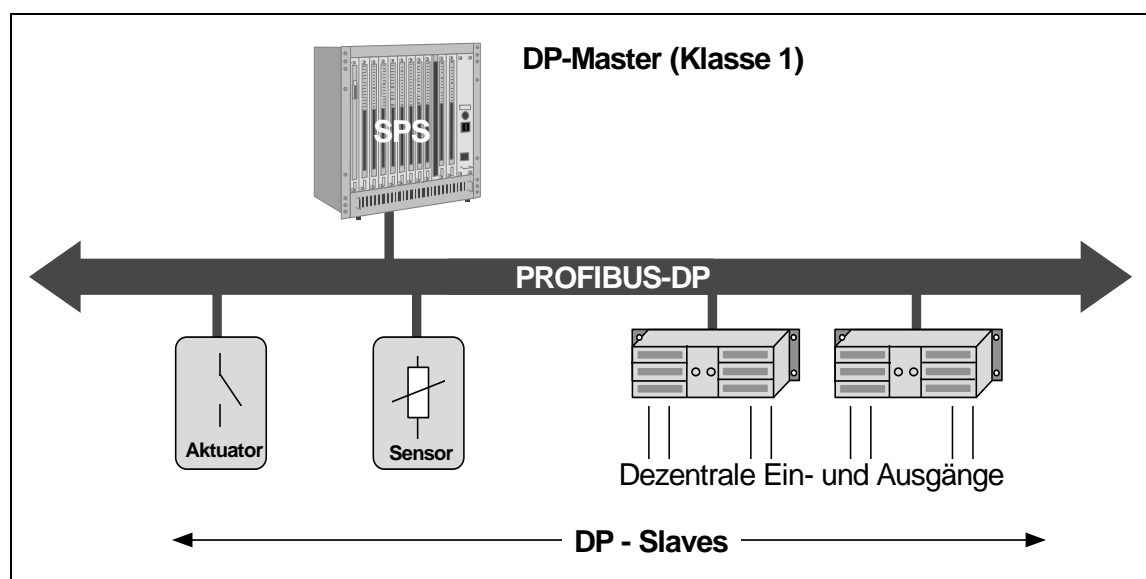 DP-Master (Klasse 1)
SPS
PROFIBUS-DP
Aktuator
Sensor
Dezentrale Ein- und Ausgänge
DP - Slaves